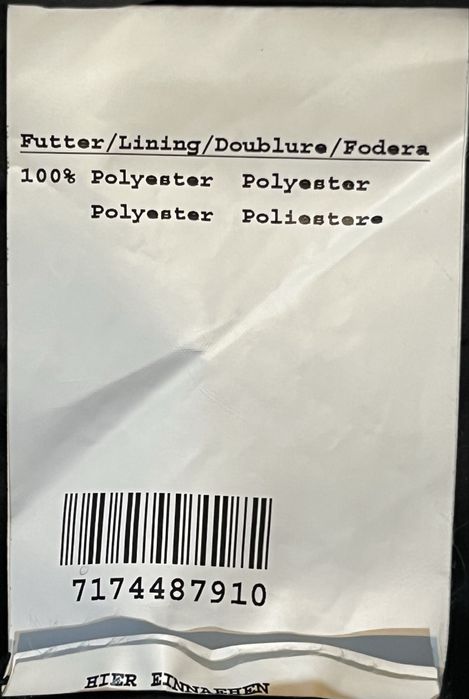 Futter/Lining/Doublure/Fodera
100% Polyester Polyester
Polyester Poliestere
7174487910
HIER EINNAEHEN